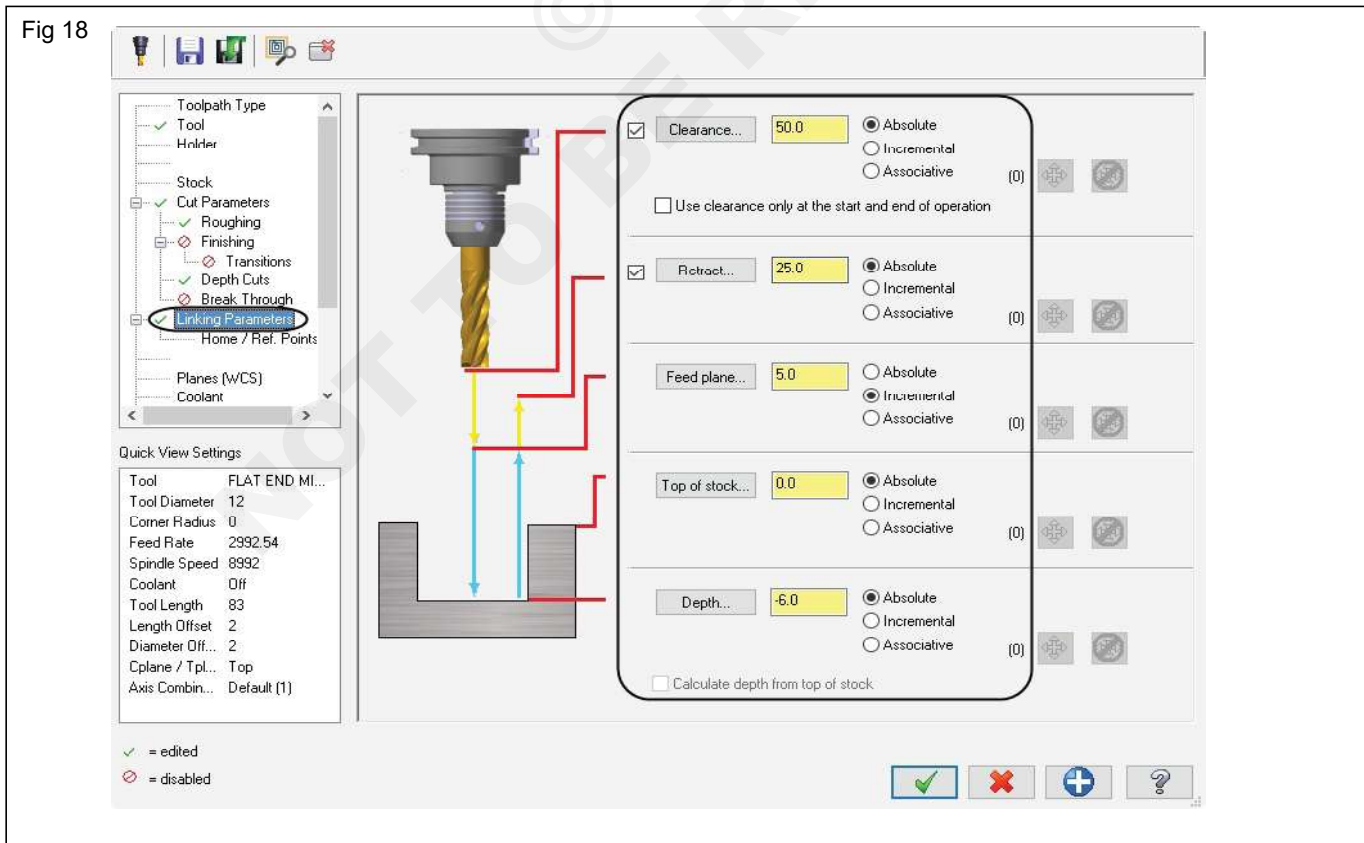 Fig 18
Toolpath Type
Tool
Holder
Stock
Cut Parameters
Roughing
Finishing
Transitions
Depth Cuts
Break Through
Linking Parameters
Home / Ref. Points
Planes (WCS)
Coolant
Quick View Settings
Tool FLAT END MI...
Tool Diameter 12
Corner Radius 0
Feed Rate 2992.54
Spindle Speed 8992
Coolant Off
Tool Length 83
Length Offset 2
Diameter Off... 2
Cplane / Tpl... Top
Axis Combin... Default (1)
= edited
= disabled
Clearance... 50.0 Absolute
Incremental
Associative (0)
Use clearance only at the start and end of operation
Retract... 25.0 Absolute
Incremental
Associative (0)
Feed plane... 5.0 Absolute
Incremental
Associative (0)
Top of stock... 0.0 Absolute
Incremental
Associative (0)
Depth... -6.0 Absolute
Incremental
Associative (0)
Calculate depth from top of stock
© 
NOT TO BE R